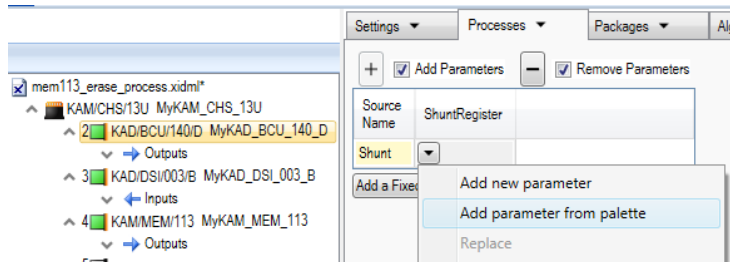 Settings Processes Packages
Add Parameters Remove Parameters
mem113_erase_process.xidml*
KAM/CHS/13U MyKAM_CHS_13U
2 KAD/BCU/140/D MyKAD_BCU_140_D
Outputs
3 KAD/DSI/003/B MyKAD_DSI_003_B
Inputs
4 KAM/MEM/113 MyKAM_MEM_113
Outputs
Source
Name ShuntRegister
Shunt
Add a Fixe
Add new parameter
Add parameter from palette
Replace